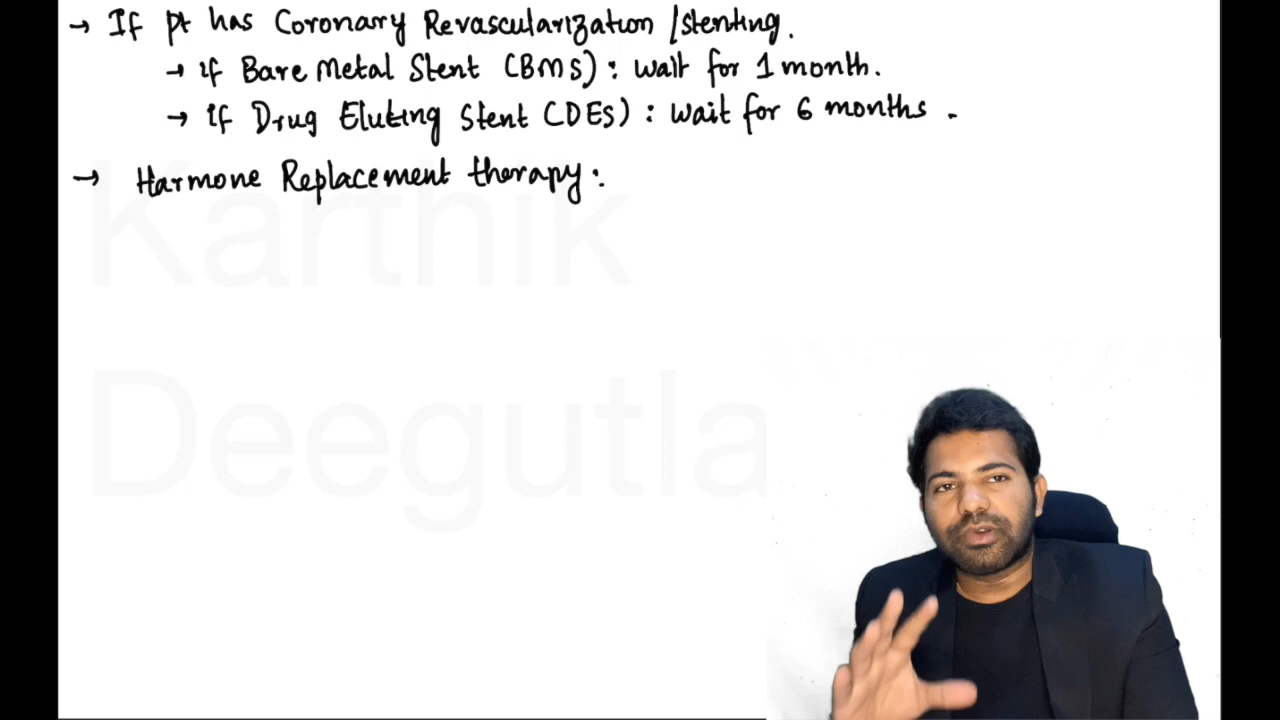 → If pt has Coronary Revascularization /stenting.
→ if Bare Metal Stent (BMS): wait for 1 month.
→ if Drug Eluting Stent (DES): wait for 6 months.
→ Harmone Replacement therapy:
Karthik
Deegutla